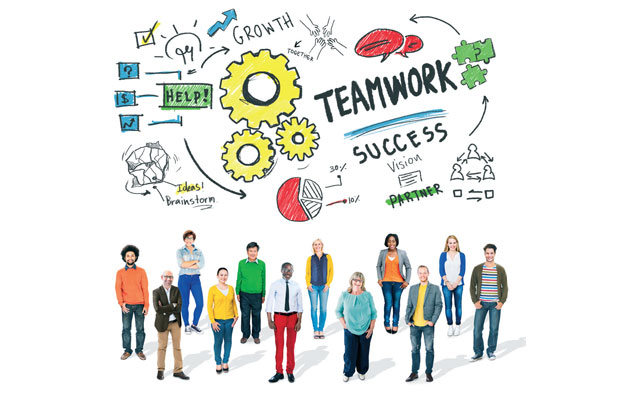 GROWTH
TOGETHER
?
HELP!
$
TEAMWORK
SUCCESS
Vision
PARTNER
Ideas!
Brainstorm
30%
10%